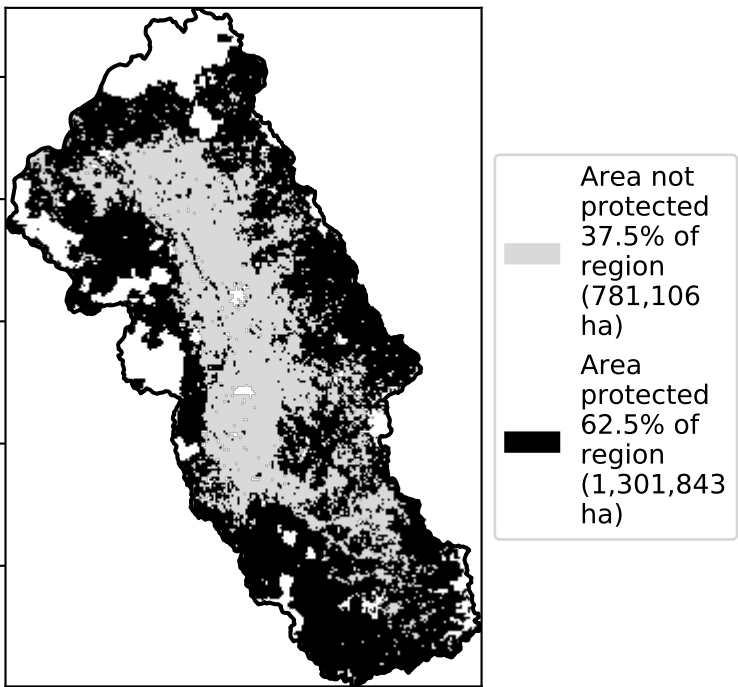 Area not
protected
37.5% of
region
(781,106
ha)
Area
protected
62.5% of
region
(1,301,843
ha)